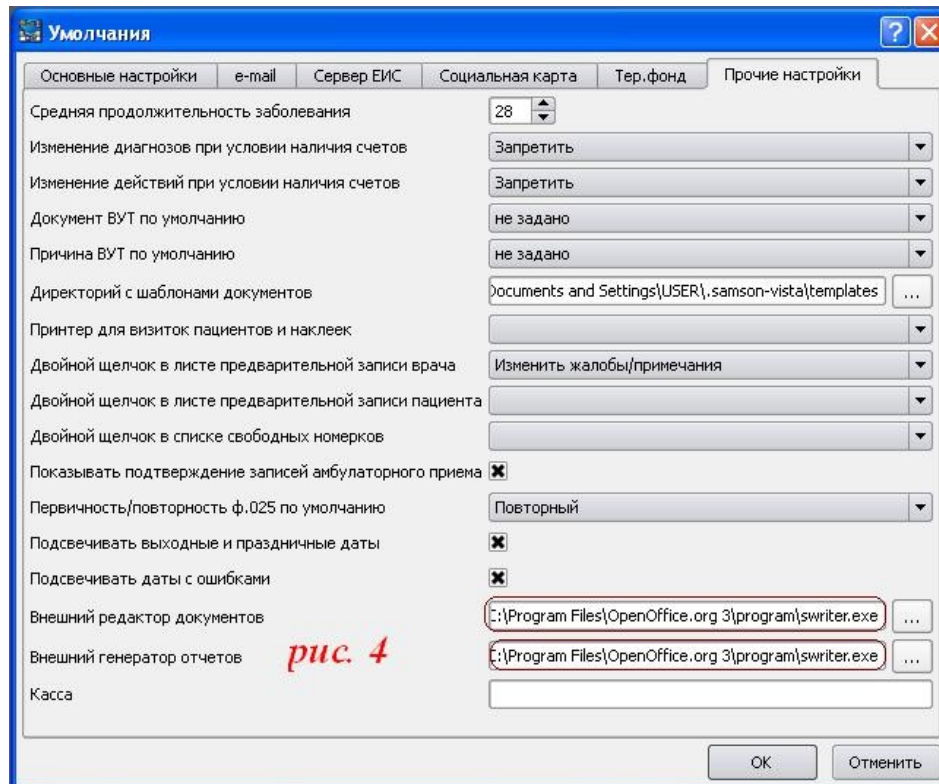 Умолчания
Основные настройки e-mail Сервер ЕИС Социальная карта Тер.фонд Прочие настройки
Средняя продолжительность заболевания 28
Изменение диагнозов при условии наличия счетов Запретить
Изменение действий при условии наличия счетов Запретить
Документ ВУТ по умолчанию не задано
Причина ВУТ по умолчанию не задано
Директорий с шаблонами документов Documents and Settings\USER\.samson-vista\templates ...
Принтер для визиток пациентов и наклеек
Двойной щелчок в листе предварительной записи врача Изменить жалобы/примечания
Двойной щелчок в листе предварительной записи пациента
Двойной щелчок в списке свободных номерков
Показывать подтверждение записей амбулаторного приема
Первичность/повторность ф.025 по умолчанию Повторный
Подсвечивать выходные и праздничные даты
Подсвечивать даты с ошибками
Внешний редактор документов C:\Program Files\OpenOffice.org 3\program\swriter.exe ...
Внешний генератор отчетов рис. 4 C:\Program Files\OpenOffice.org 3\program\swriter.exe ...
Касса
OK Отменить